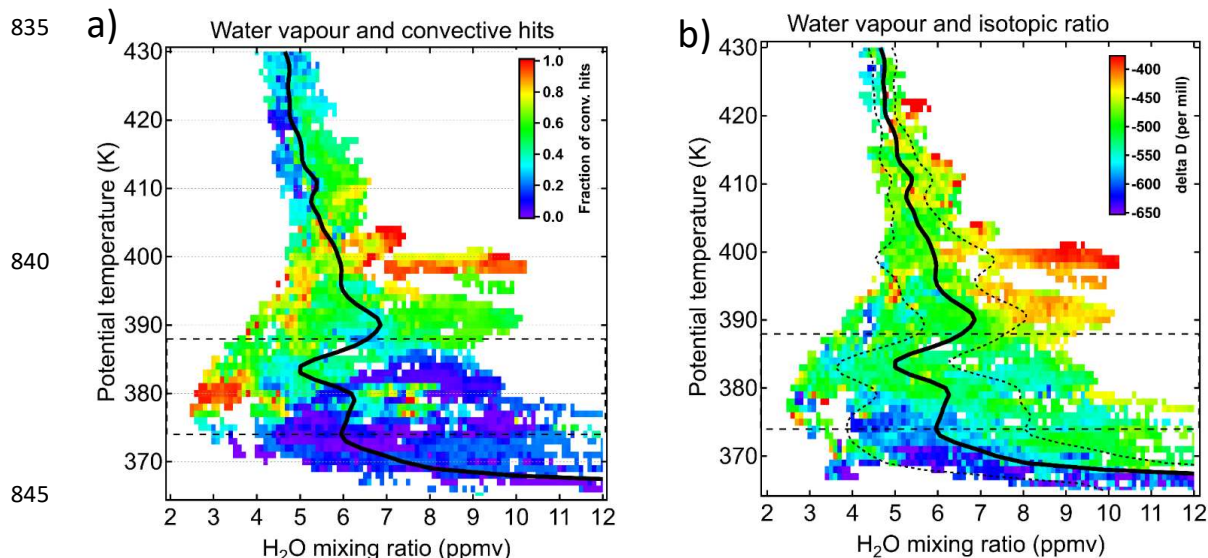 835
840
845
a)
Water vapour and convective hits
430
420
410
400
390
380
370
Potential temperature (K)
1.0
0.8
0.6
0.4
0.2
0.0
Fraction of conv. hits
2 3 4 5 6 7 8 9 10 11 12
H₂O mixing ratio (ppmv)
b)
Water vapour and isotopic ratio
430
420
410
400
390
380
370
Potential temperature (K)
-400
-450
-500
-550
-600
-650
delta D (per mill)
2 3 4 5 6 7 8 9 10 11 12
H₂O mixing ratio (ppmv)